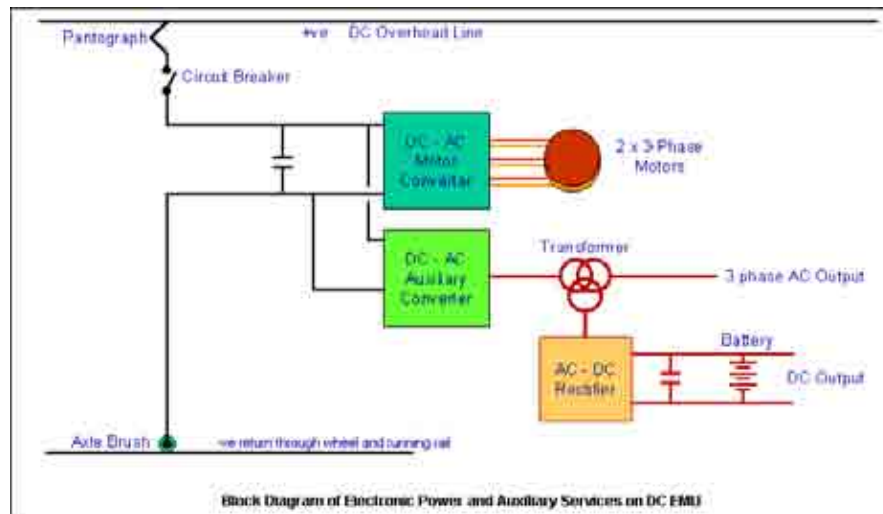 Pantograph
+ve DC Overhead Line
Circuit Breaker
DC - AC
Motor
Converter
2 x 3-Phase
Motors
DC - AC
Auxiliary
Converter
Transformer
3 phase AC Output
AC - DC
Rectifier
Battery
DC Output
Axle Brush
-ve return through wheel and running rail
Block Diagram of Electronic Power and Auxiliary Services on DC EMU